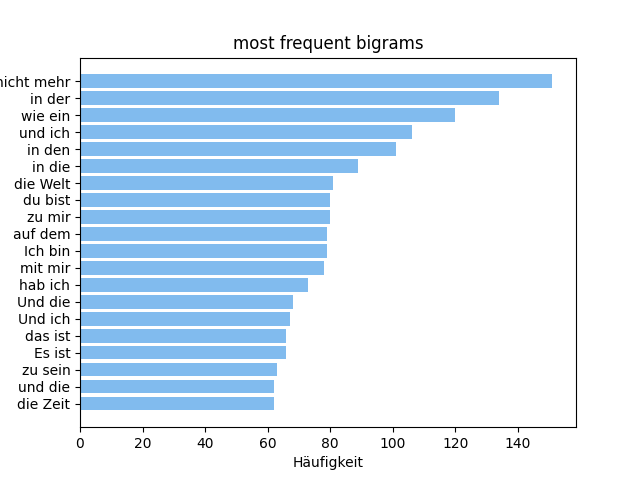 most frequent bigrams
nicht mehr
in der
wie ein
und ich
in den
in die
die Welt
du bist
zu mir
auf dem
Ich bin
mit mir
hab ich
Und die
Und ich
das ist
Es ist
zu sein
und die
die Zeit
0 20 40 60 80 100 120 140
Häufigkeit